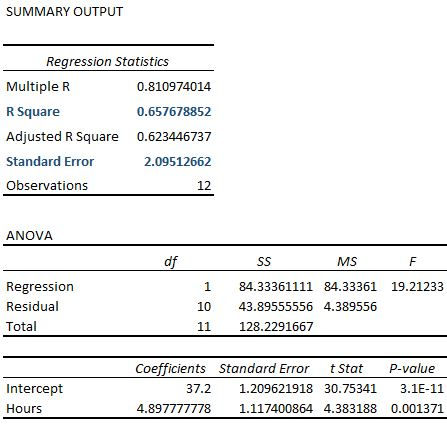 SUMMARY OUTPUT
Regression Statistics
Multiple R 0.810974014
R Square 0.657678852
Adjusted R Square 0.623446737
Standard Error 2.09512662
Observations 12
ANOVA
df SS MS F
Regression 1 84.33361111 84.33361 19.21233
Residual 10 43.89555556 4.389556
Total 11 128.2291667
Coefficients Standard Error t Stat P-value
Intercept 37.2 1.209621918 30.75341 3.1E-11
Hours 4.897777778 1.117400864 4.383188 0.001371